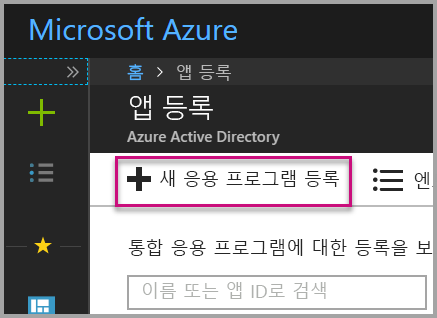 Microsoft Azure
홈 > 앱 등록
앱 등록
Azure Active Directory
새 응용 프로그램 등록
통합 응용 프로그램에 대한 등록을 보
이름 또는 앱 ID로 검색